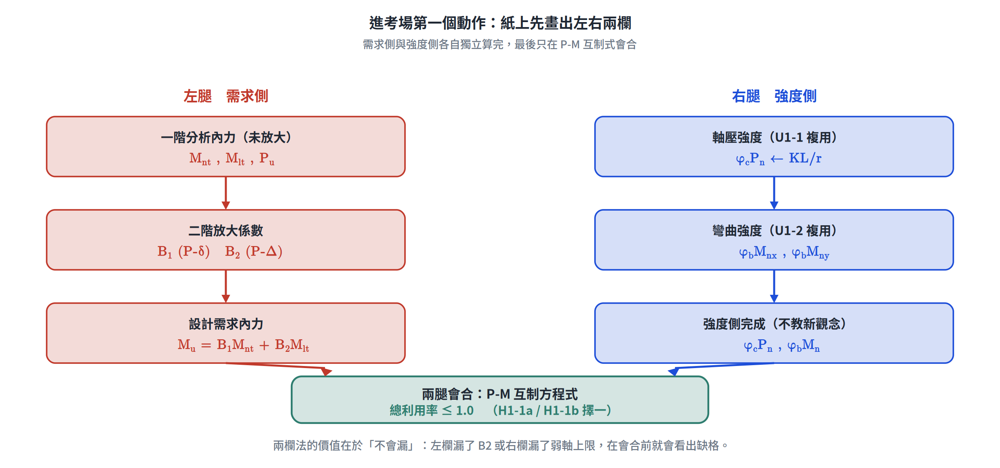 進考場第一個動作：紙上先畫出左右兩欄
需求側與強度側各自獨立算完，最後只在 P-M 互制式會合
左腿　需求側
一階分析內力（未放大）
Mnt , Mlt , Pu
二階放大係數
B1 (P-δ)　B2 (P-Δ)
設計需求內力
Mu = B1Mnt + B2Mlt
右腿　強度側
軸壓強度（U1-1 複用）
φcPn ← KL/r
彎曲強度（U1-2 複用）
φbMnx , φbMny
強度側完成（不教新觀念）
φcPn , φbMn
兩腿會合：P-M 互制方程式
總利用率 ≤ 1.0　（H1-1a / H1-1b 擇一）
兩欄法的價值在於「不會漏」：左欄漏了 B2 或右欄漏了弱軸上限，在會合前就會看出缺格。